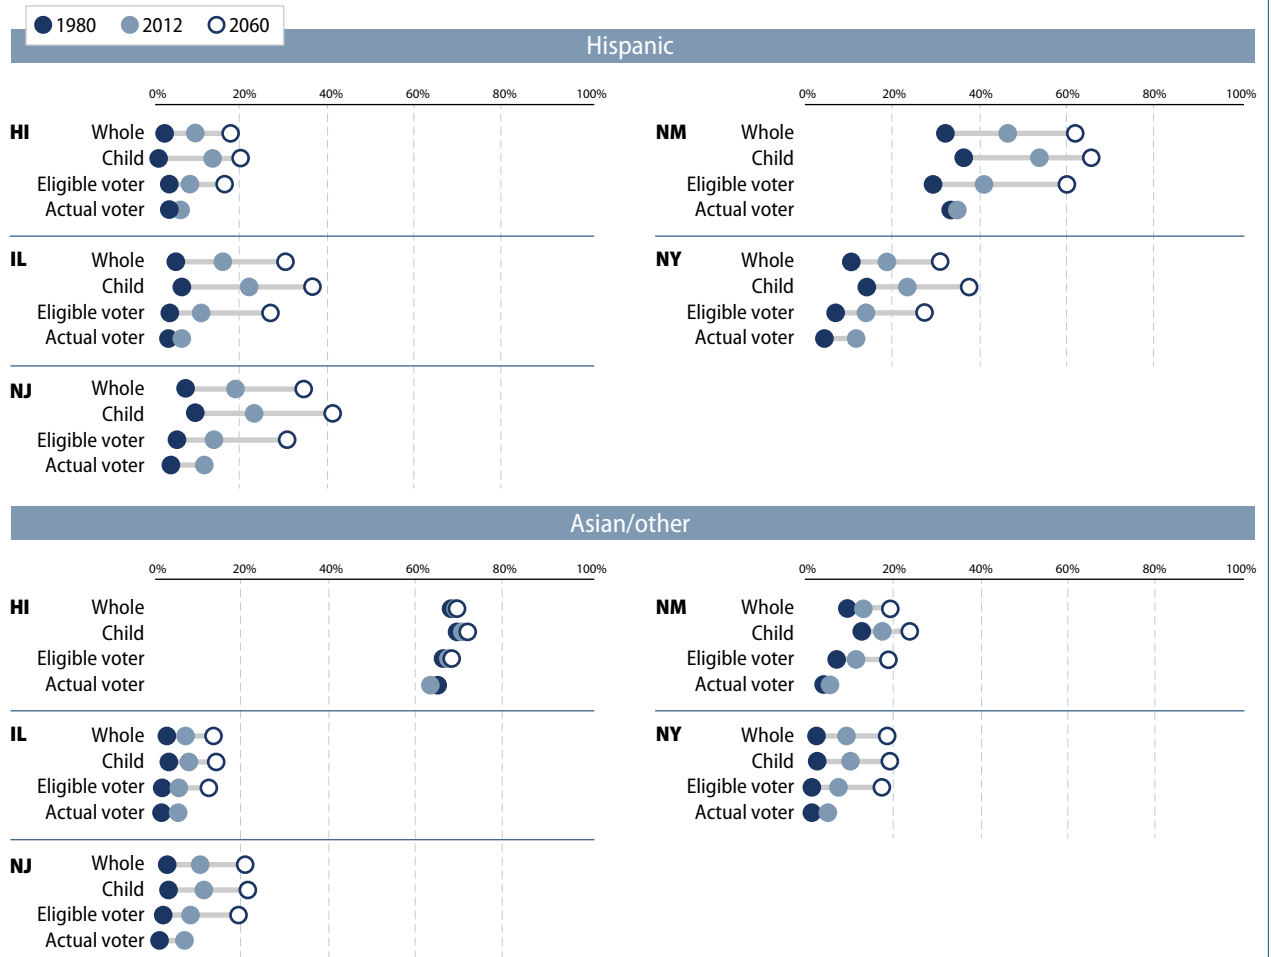 1980 2012 2060
Hispanic
0% 20% 40% 60% 80% 100%
HI Whole
Child
Eligible voter
Actual voter
IL Whole
Child
Eligible voter
Actual voter
NJ Whole
Child
Eligible voter
Actual voter
0% 20% 40% 60% 80% 100%
NM Whole
Child
Eligible voter
Actual voter
NY Whole
Child
Eligible voter
Actual voter
Asian/other
0% 20% 40% 60% 80% 100%
HI Whole
Child
Eligible voter
Actual voter
IL Whole
Child
Eligible voter
Actual voter
NJ Whole
Child
Eligible voter
Actual voter
0% 20% 40% 60% 80% 100%
NM Whole
Child
Eligible voter
Actual voter
NY Whole
Child
Eligible voter
Actual voter